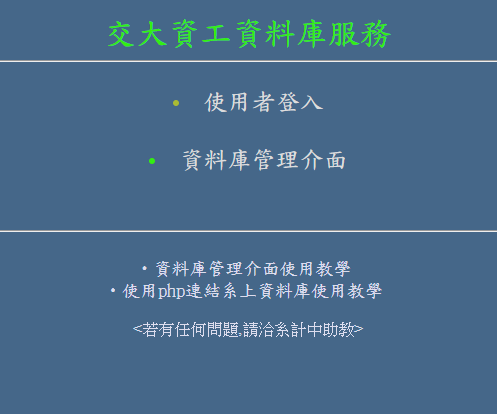 交大資工資料庫服務
• 使用者登入
• 資料庫管理介面
‧資料庫管理介面使用教學
‧使用php連結系上資料庫使用教學
<若有任何問題,請洽系計中助教>